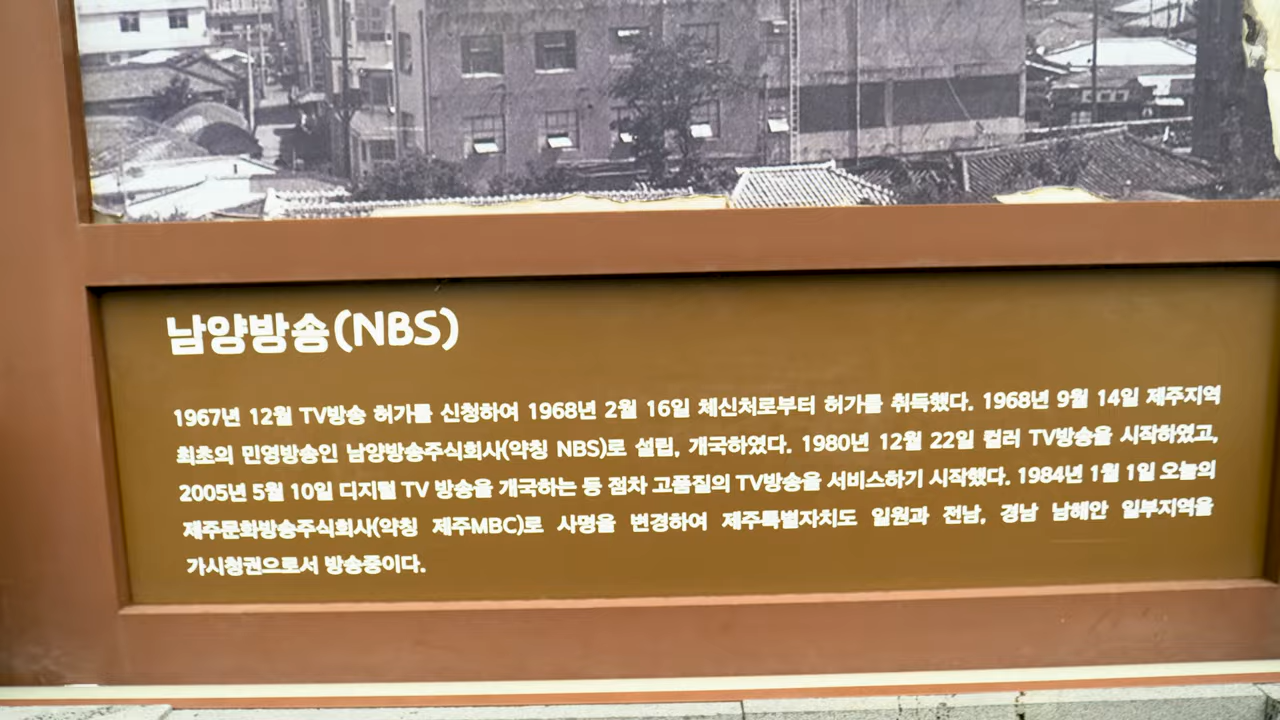 남양방송(NBS)
1967년 12월 TV방송 허가를 신청하여 1968년 2월 16일 체신처로부터 허가를 취득했다. 1968년 9월 14일 제주지역
최초의 민영방송인 남양방송주식회사(약칭 NBS)로 설립, 개국하였다. 1980년 12월 22일 컬러 TV방송을 시작하였고,
2005년 5월 10일 디지털 TV 방송을 개국하는 등 점차 고품질의 TV방송을 서비스하기 시작했다. 1984년 1월 1일 오늘의
제주문화방송주식회사(약칭 제주MBC)로 사명을 변경하여 제주특별자치도 일원과 전남, 경남 남해안 일부지역을
가시청권으로서 방송중이다.